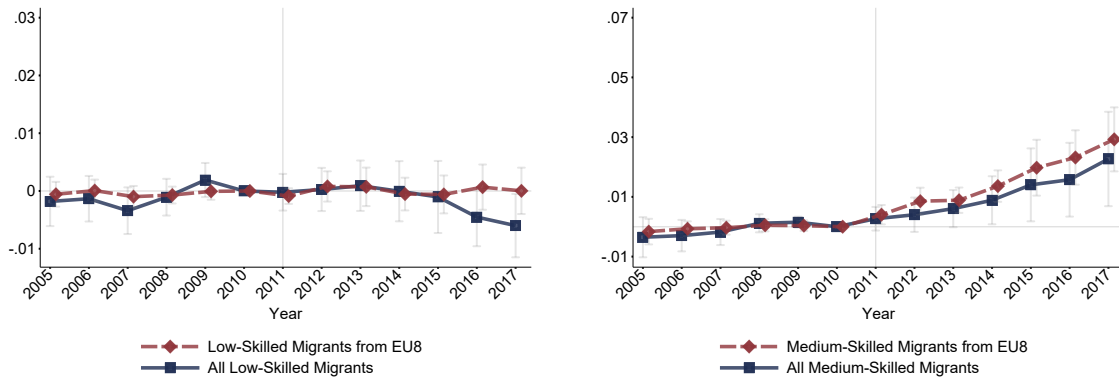 .03
.02
.01
0
-.01
2005 2006 2007 2008 2009 2010 2011 2012 2013 2014 2015 2016 2017
Year
Low-Skilled Migrants from EU8
All Low-Skilled Migrants
.07
.05
.03
.01
-.01
2005 2006 2007 2008 2009 2010 2011 2012 2013 2014 2015 2016 2017
Year
Medium-Skilled Migrants from EU8
All Medium-Skilled Migrants